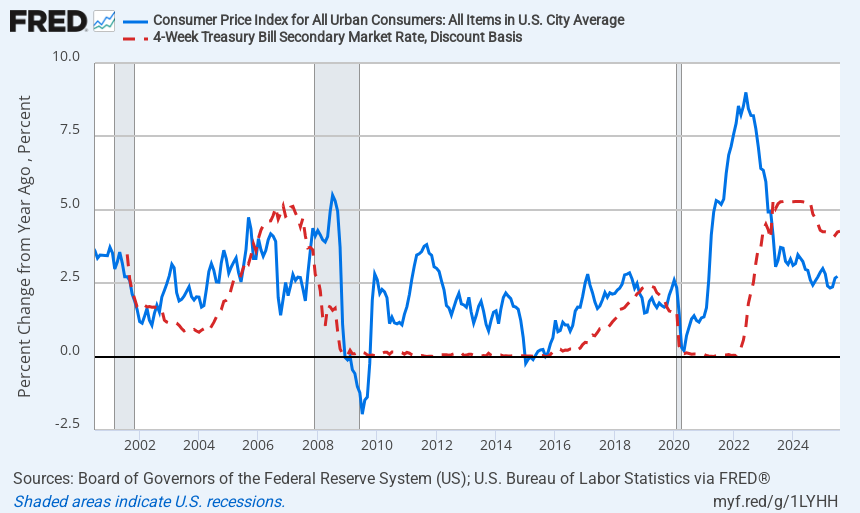 FRED
Consumer Price Index for All Urban Consumers: All Items in U.S. City Average
4-Week Treasury Bill Secondary Market Rate, Discount Basis
Percent Change from Year Ago , Percent
10.0
7.5
5.0
2.5
0.0
-2.5
2002 2004 2006 2008 2010 2012 2014 2016 2018 2020 2022 2024
Sources: Board of Governors of the Federal Reserve System (US); U.S. Bureau of Labor Statistics via FRED®
Shaded areas indicate U.S. recessions.
myf.red/g/1LYHH